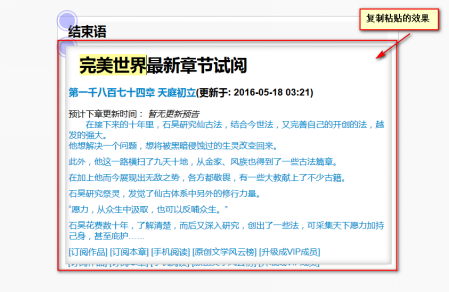 复制粘贴的效果
结束语
完美世界最新章节试阅
第一千八百七十四章 天庭初立(更新于: 2016-05-18 03:21)
预计下章更新时间： 暂无更新预告
在接下来的十年里，石昊研究仙古法，结合今世法，又完善自己的开创的法，越
发的强大。
他想解决一个问题，想将被黑暗侵蚀过的生灵改变回来。
此外，他这一路横扫了九天十地，从金家、风族也得到了一些古法篇章。
在加上他而今展现出无敌之势，各方都敬畏，有一些大教献上了不少古籍。
石昊研究祭灵，发觉了仙古体系中另外的修行力量。
“愿力，从众生中汲取，也可以反哺众生。”
石昊花费数十年，了解清楚，而后又深入研究，创出了一些法，可采集天下愿力加持
己身，甚至庇护……
[订阅作品] [订阅本章] [手机阅读] [原创文学风云榜] [升级成VIP成员]